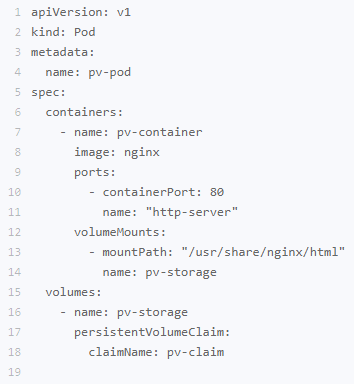 1 apiVersion: v1
2 kind: Pod
3 metadata:
4   name: pv-pod
5 spec:
6   containers:
7     - name: pv-container
8       image: nginx
9       ports:
10         - containerPort: 80
11           name: "http-server"
12       volumeMounts:
13         - mountPath: "/usr/share/nginx/html"
14           name: pv-storage
15   volumes:
16     - name: pv-storage
17       persistentVolumeClaim:
18         claimName: pv-claim
19